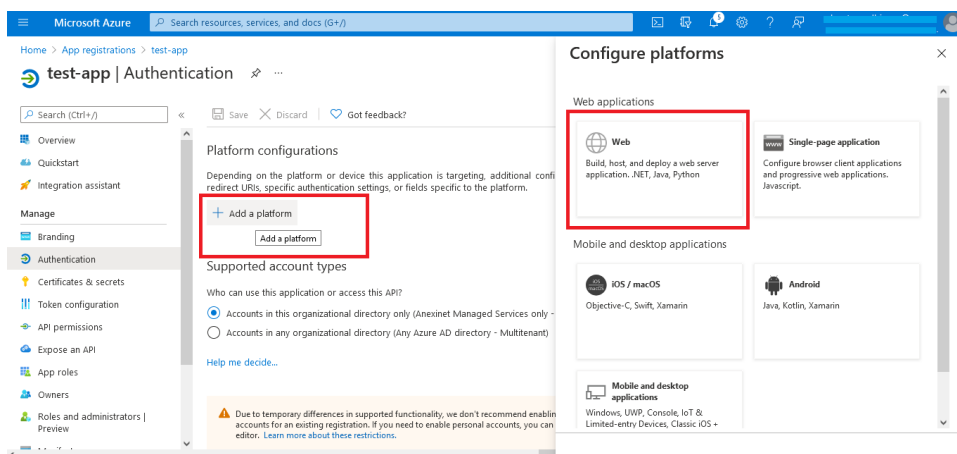 Microsoft Azure
Search resources, services, and docs (G+/)
Home > App registrations > test-app
test-app | Authentication
Search (Ctrl+/)
Overview
Quickstart
Integration assistant
Manage
Branding
Authentication
Certificates & secrets
Token configuration
API permissions
Expose an API
App roles
Owners
Roles and administrators |
Preview
Save
Discard
Got feedback?
Platform configurations
Depending on the platform or device this application is targeting, additional confi
redirect URIs, specific authentication settings, or fields specific to the platform.
+ Add a platform
Add a platform
Supported account types
Who can use this application or access this API?
Accounts in this organizational directory only (Anexinet Managed Services only -
Accounts in any organizational directory (Any Azure AD directory - Multitenant)
Help me decide...
Due to temporary differences in supported functionality, we don't recommend enablin
accounts for an existing registration. If you need to enable personal accounts, you can
editor. Learn more about these restrictions.
Configure platforms
Web applications
Web
Build, host, and deploy a web server
application. .NET, Java, Python
www
Single-page application
Configure browser client applications
and progressive web applications.
Javascript.
Mobile and desktop applications
iOS
macOS
iOS / macOS
Objective-C, Swift, Xamarin
Android
Java, Kotlin, Xamarin
Mobile and desktop
applications
Windows, UWP, Console, IoT &
Limited-entry Devices, Classic iOS +